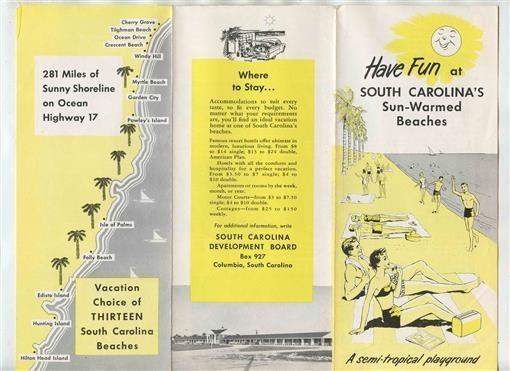 Cherry Grove
Tilghman Beach
Ocean Drive
Crescent Beach
Windy Hill
281 Miles of
Sunny Shoreline
on Ocean
Highway 17
Myrtle Beach
Garden City
Pawley's Island
Isle of Palms
Folly Beach
Edisto Island
Hunting Island
Hilton Head Island
Vacation
Choice of
THIRTEEN
South Carolina
Beaches
Where
to Stay...
Accommodations to suit every
taste, to fit every budget. No
matter what your requirements
are, you'll find an ideal vacation
home at one of South Carolina's
beaches.
Famous resort hotels offer ultimate in
modern, luxurious living. From $8
to $14 single; $13 to $24 double,
American Plan.
Hotels with all the comforts and
hospitality for a perfect vacation.
From $3.50 to $7 single; $4 to
$10 double.
Apartments or rooms by the week,
month, or year.
Motor Courts—from $3 to $7.50
single; $4 to $10 double.
Cottages—from $25 to $150
weekly.
For additional information, write
SOUTH CAROLINA
DEVELOPMENT BOARD
Box 927
Columbia, South Carolina
Have Fun at
SOUTH CAROLINA'S
Sun-Warmed
Beaches
A semi-tropical playground